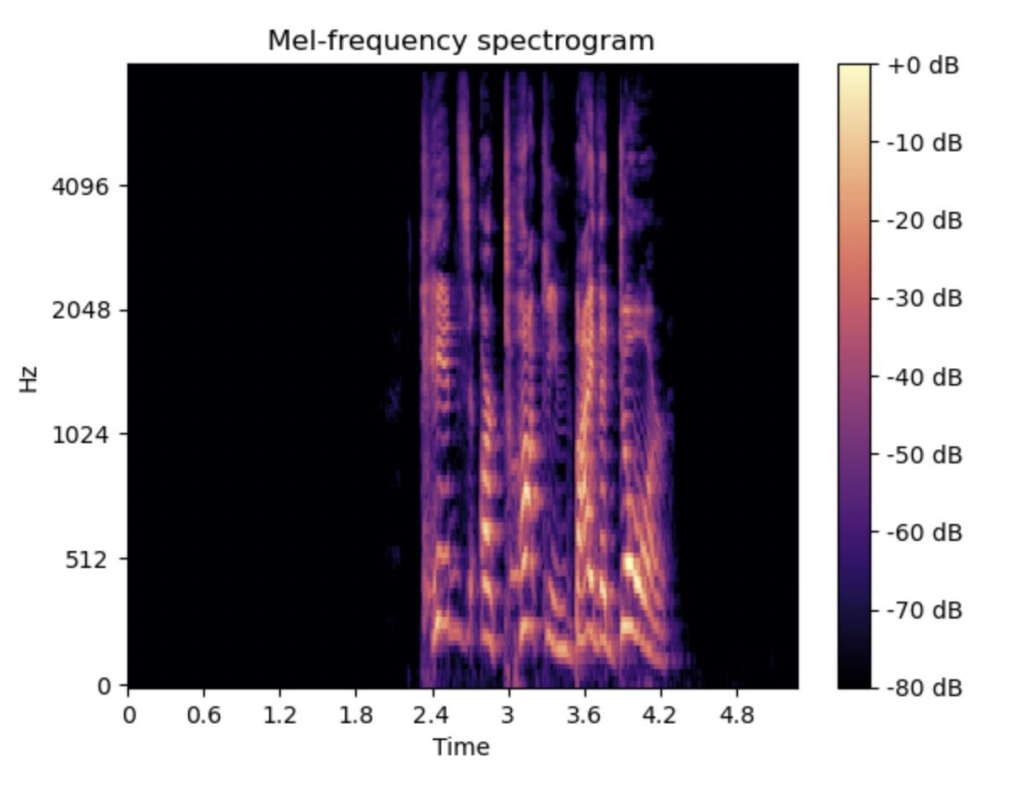 Mel-frequency spectrogram
+0 dB
-10 dB
4096
-20 dB
-30 dB
2048
Hz
-40 dB
1024
-50 dB
512
-60 dB
-70 dB
0
-80 dB
0 0.6 1.2 1.8 2.4 3 3.6 4.2 4.8
Time